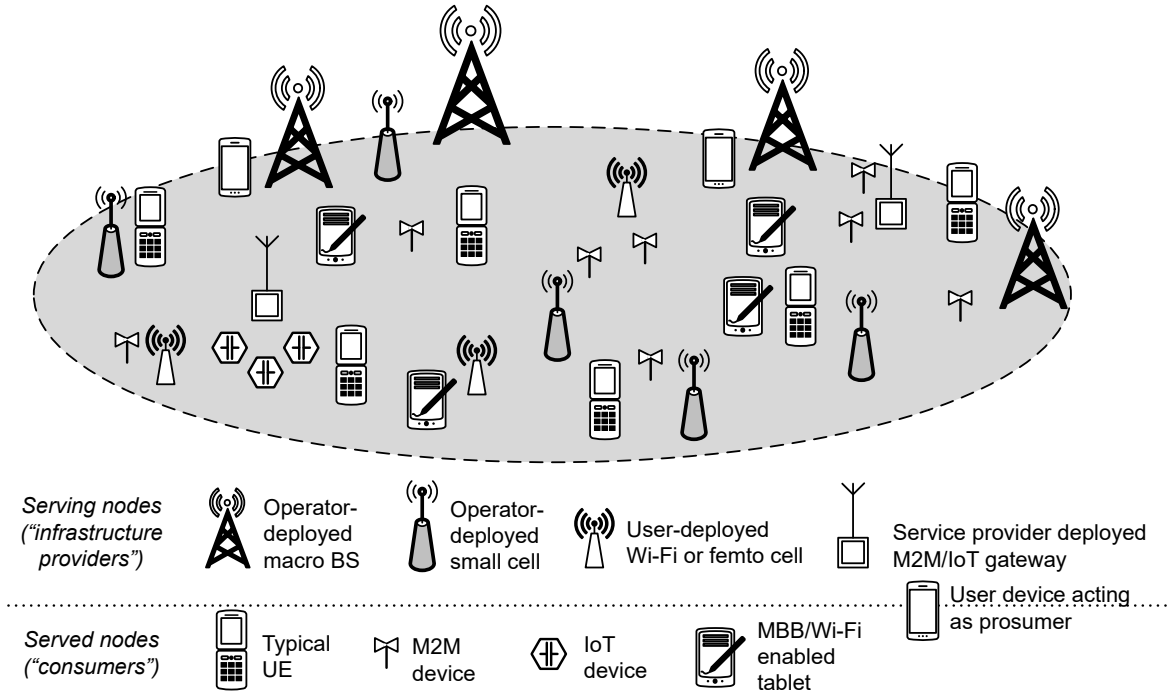 Serving nodes
(“infrastructure
providers”)
Operator-
deployed
macro BS
Operator-
deployed
small cell
User-deployed
Wi-Fi or femto cell
Service provider deployed
M2M/IoT gateway
User device acting
as prosumer
Served nodes
(“consumers”)
Typical
UE
M2M
device
IoT
device
MBB/Wi-Fi
enabled
tablet